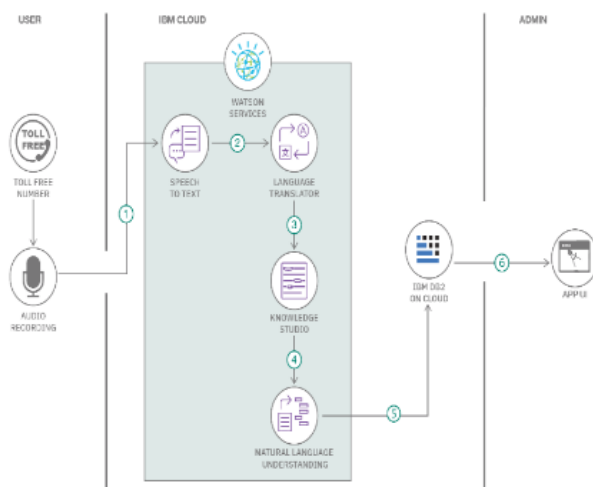 USER
IBM CLOUD
ADMIN
WATSON
SERVICES
TOLL
FREE
TOLL FREE
NUMBER
SPEECH
TO TEXT
2
LANGUAGE
TRANSLATOR
1
3
AUDIO
RECORDING
KNOWLEDGE
STUDIO
IBM DB2
ON CLOUD
6
APP UI
4
NATURAL LANGUAGE
UNDERSTANDING
5